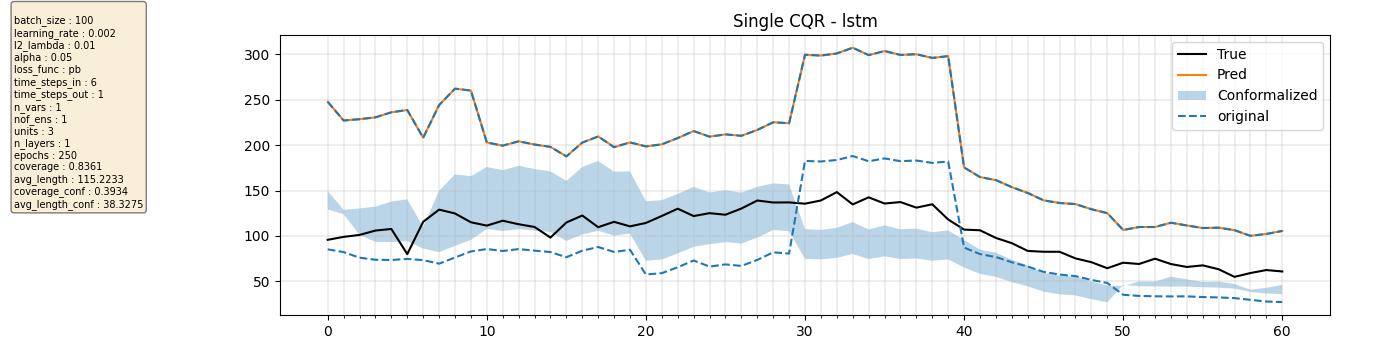 batch_size : 100
learning_rate : 0.002
l2_lambda : 0.01
alpha : 0.05
loss_func : pb
time_steps_in : 6
time_steps_out : 1
n_vars : 1
nof_ens : 1
units : 3
n_layers : 1
epochs : 250
coverage : 0.8361
avg_length : 115.2233
coverage_conf : 0.3934
avg_length_conf : 38.3275
Single CQR - lstm
300
250
200
150
100
50
0 10 20 30 40 50 60
True
Pred
Conformalized
original